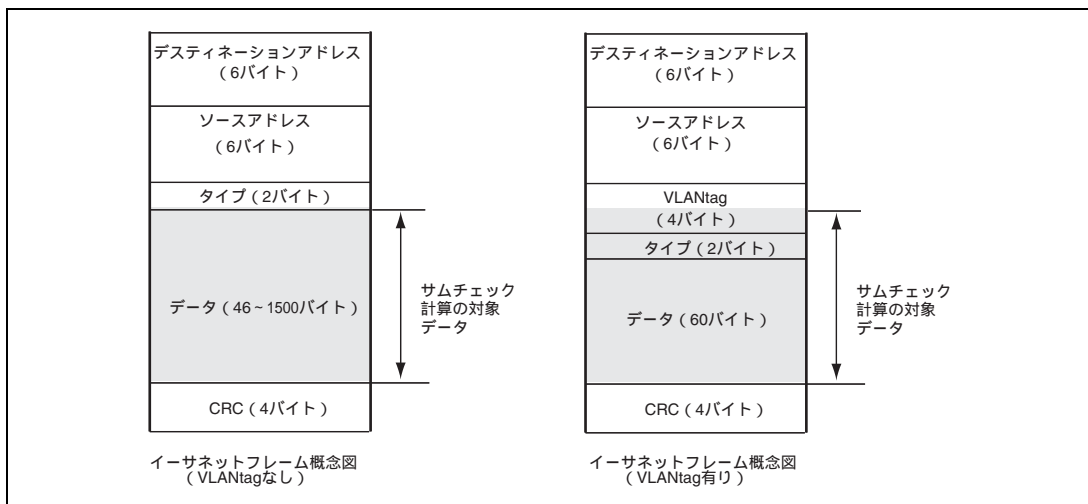 デスティネーションアドレス
(6バイト)
ソースアドレス
(6バイト)
タイプ(2バイト)
データ(46~1500バイト)
CRC(4バイト)
サムチェック
計算の対象
データ
イーサネットフレーム概念図
(VLANtagなし)
デスティネーションアドレス
(6バイト)
ソースアドレス
(6バイト)
VLANtag
(4バイト)
タイプ(2バイト)
データ(60バイト)
CRC(4バイト)
サムチェック
計算の対象
データ
イーサネットフレーム概念図
(VLANtag有り)